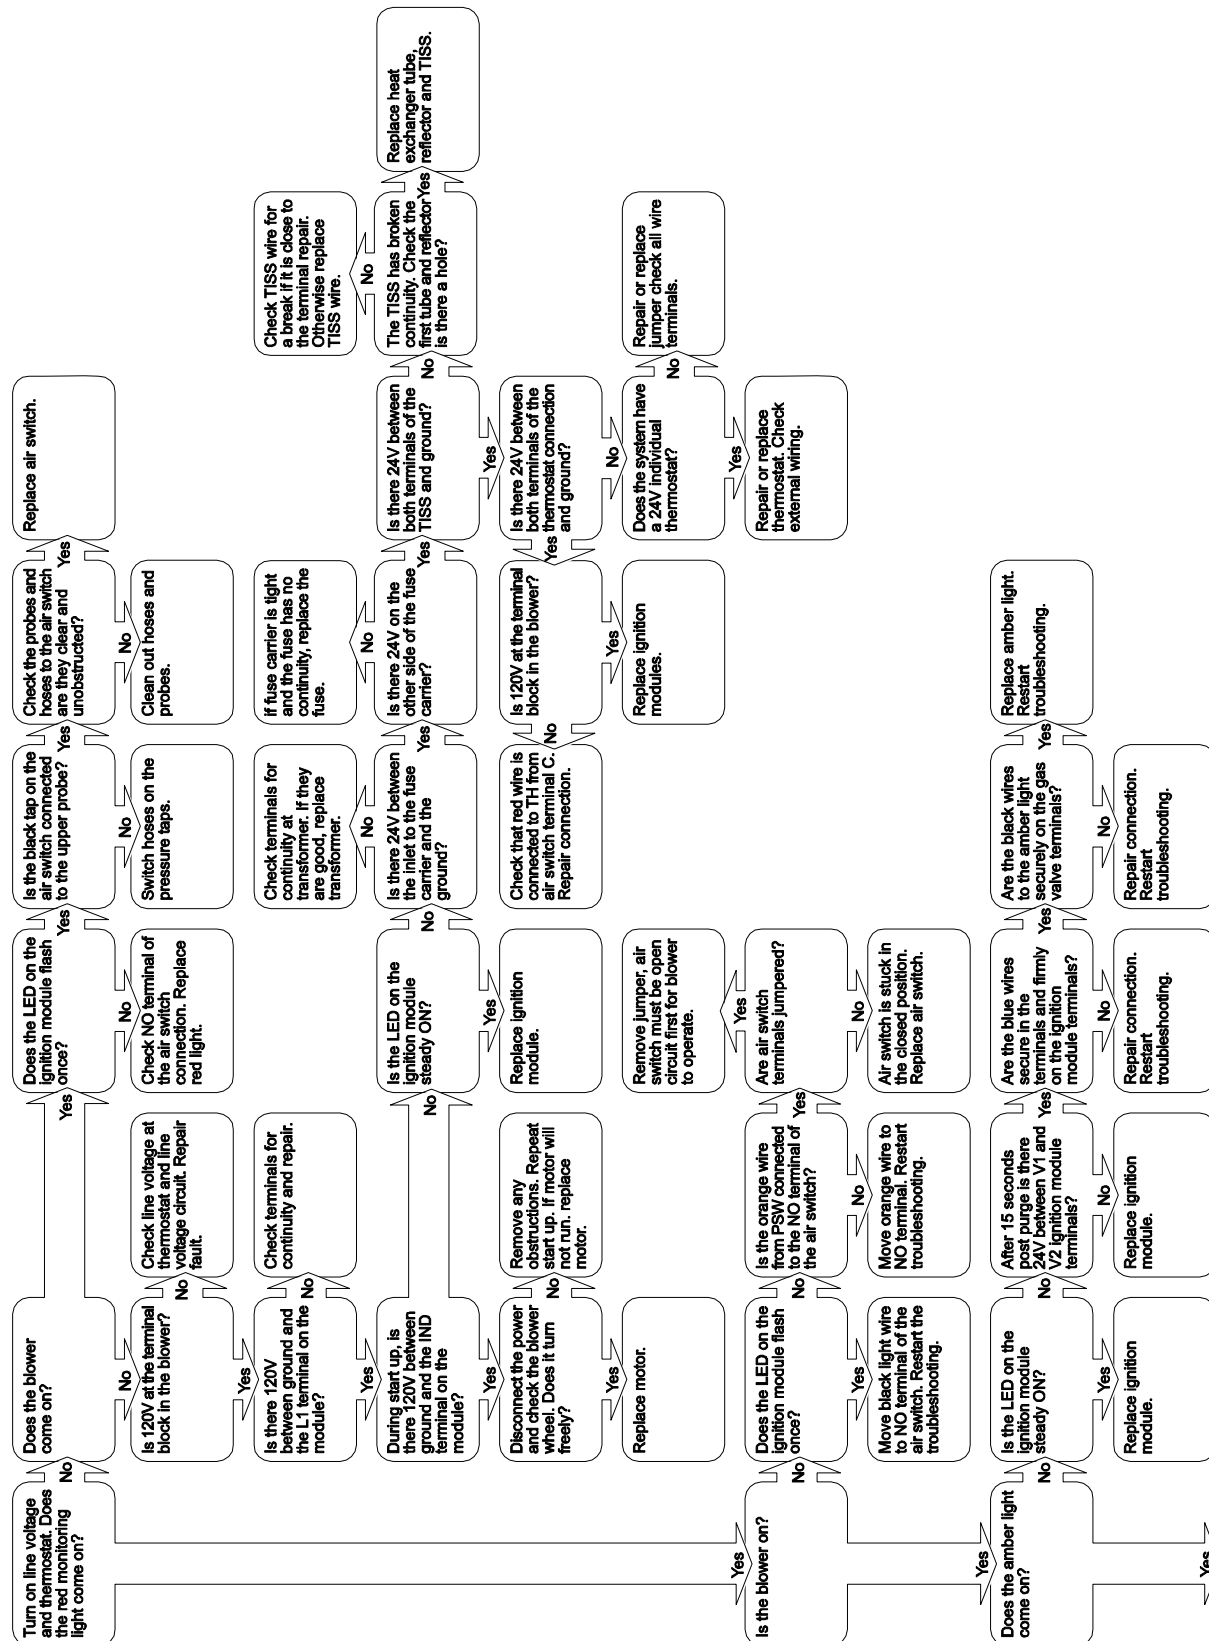 Turn on line voltage
and thermostat. Does
the red monitoring
light come on?
No
Does the blower
come on?
Yes
Does the LED on the
ignition module flash
once?
Yes
Is the black tap on the
air switch connected
to the upper probe?
Yes
Check the probes and
hoses to the air switch
are they clear and
unobstructed?
Yes
Replace air switch.
No
Is 120V at the terminal
block in the blower?
No
Check line voltage at
thermostat and line
voltage circuit. Repair
fault.
No
Check NO terminal of
the air switch
connection. Replace
red light.
No
Switch hoses on the
pressure taps.
No
Clean out hoses and
probes.
Yes
Is there 120V
between ground and
the L1 terminal on the
module?
No
Check terminals for
continuity and repair.
Check terminals for
continuity at
transformer. If they
are good, replace
transformer.
If fuse carrier is tight
and the fuse has no
continuity, replace the
fuse.
Check TISS wire for
a break if it is close to
the terminal repair.
Otherwise replace
TISS wire.
Yes
No
No
No
During start up, is
there 120V between
ground and the IND
terminal on the
module?
No
Is the LED on the
ignition module
steady ON?
No
Is there 24V between
the inlet to the fuse
carrier and the
ground?
Yes
Is there 24V on the
other side of the fuse
carrier?
Yes
Is there 24V between
both terminals of the
TISS and ground?
No
The TISS has broken
continuity. Check the
first tube and reflector
is there a hole?
Yes
Replace heat
exchanger tube,
reflector and TISS.
Yes
Disconnect the power
and check the blower
wheel. Does it turn
freely?
No
Remove any
obstructions. Repeat
start up. If motor will
not run. replace
motor.
Yes
Replace ignition
module.
Check that red wire is
connected to TH from
air switch terminal C.
Repair connection.
No
Is 120V at the terminal
block in the blower?
Yes
Yes
Is there 24V between
both terminals of the
thermostat connection
and ground?
Yes
Replace motor.
Remove jumper, air
switch must be open
circuit first for blower
to operate.
Yes
Replace ignition
modules.
No
Does the system have
a 24V individual
thermostat?
No
Repair or replace
jumper check all wire
terminals.
Yes
Is the blower on?
No
Does the LED on the
ignition module flash
once?
No
Is the orange wire
from PSW connected
to the NO terminal of
the air switch?
Yes
Yes
Are air switch
terminals jumpered?
Yes
Repair or replace
thermostat. Check
external wiring.
Yes
Move black light wire
to NO terminal of the
air switch. Restart the
troubleshooting.
No
Move orange wire to
NO terminal. Restart
troubleshooting.
No
Air switch is stuck in
the closed position.
Replace air switch.
Yes
Does the amber light
come on?
No
Is the LED on the
ignition module
steady ON?
No
After 15 seconds
post purge is there
24V between V1 and
V2 ignition module
terminals?
Yes
Are the blue wires
secure in the
terminals and firmly
on the ignition
module terminals?
Yes
Are the black wires
to the amber light
securely on the gas
valve terminals?
Yes
Replace amber light.
Restart
troubleshooting.
Yes
Replace ignition
module.
No
Replace ignition
module.
No
Repair connection.
Restart
troubleshooting.
No
Repair connection.
Restart
troubleshooting.
Yes